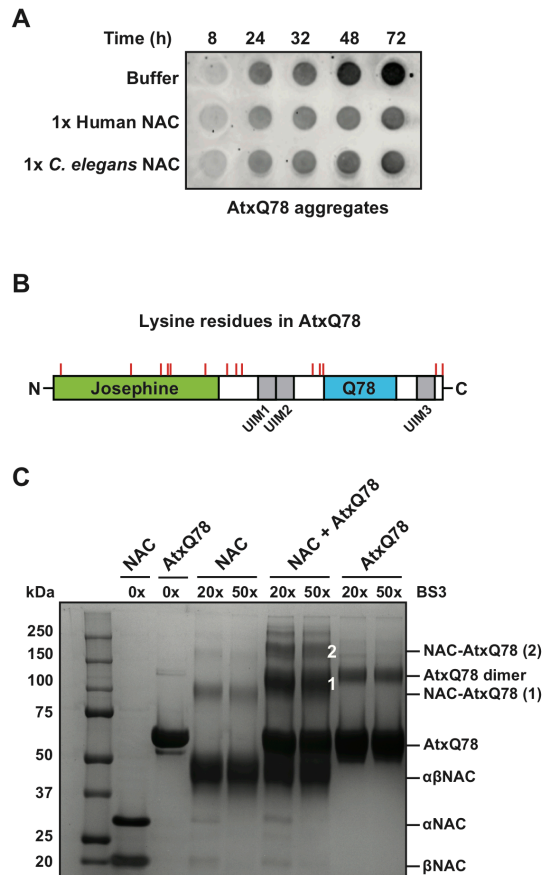 A
Time (h) 8 24 32 48 72
Buffer
1x Human NAC
1x C. elegans NAC
AtxQ78 aggregates
B
Lysine residues in AtxQ78
N Josephine Q78 C
UIM1 UIM2 UIM3
C
NAC AtxQ78 NAC NAC + AtxQ78 AtxQ78
kDa 0x 0x 20x 50x 20x 50x 20x 50x BS3
250
150 2 NAC-AtxQ78 (2)
AtxQ78 dimer
100 1 NAC-AtxQ78 (1)
75
AtxQ78
50
αβNAC
37
25 αNAC
20 βNAC